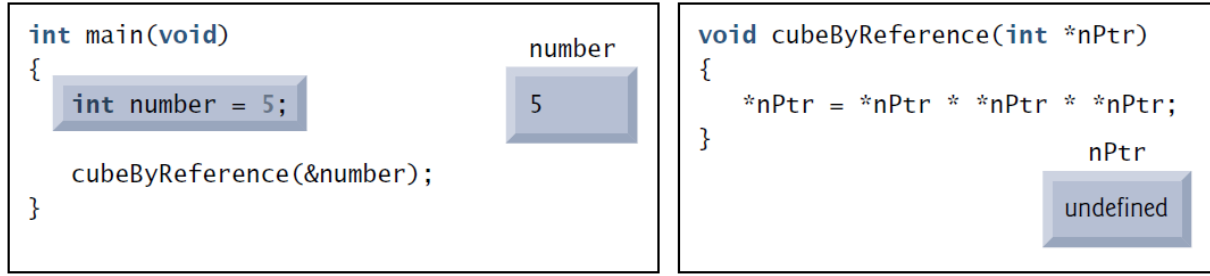 int main(void)
{
int number = 5;
cubeByReference(&number);
}
number
5
void cubeByReference(int *nPtr)
{
*nPtr = *nPtr * *nPtr * *nPtr;
}
nPtr
undefined